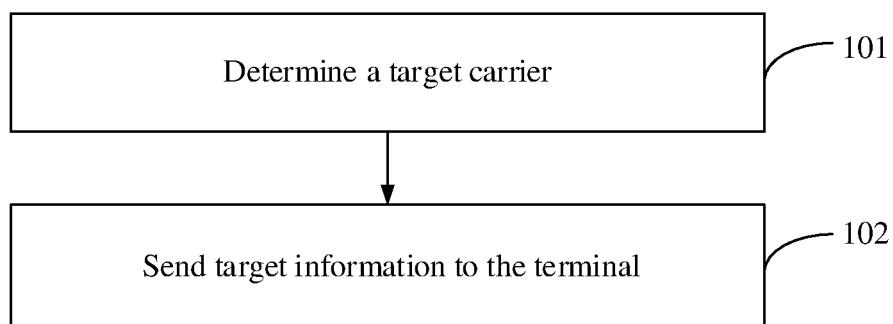 Determine a target carrier
101
Send target information to the terminal
102